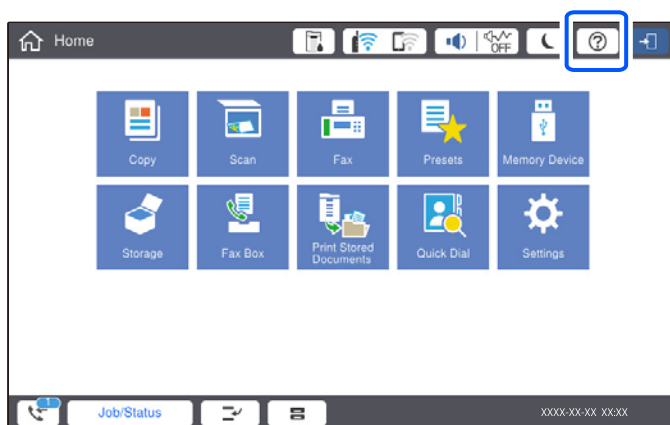 Home
OFF
?
Copy
Scan
Fax
Presets
Memory Device
Storage
Fax Box
Print Stored
Documents
Quick Dial
Settings
1
Job/Status
XXXX-XX-XX XX:XX